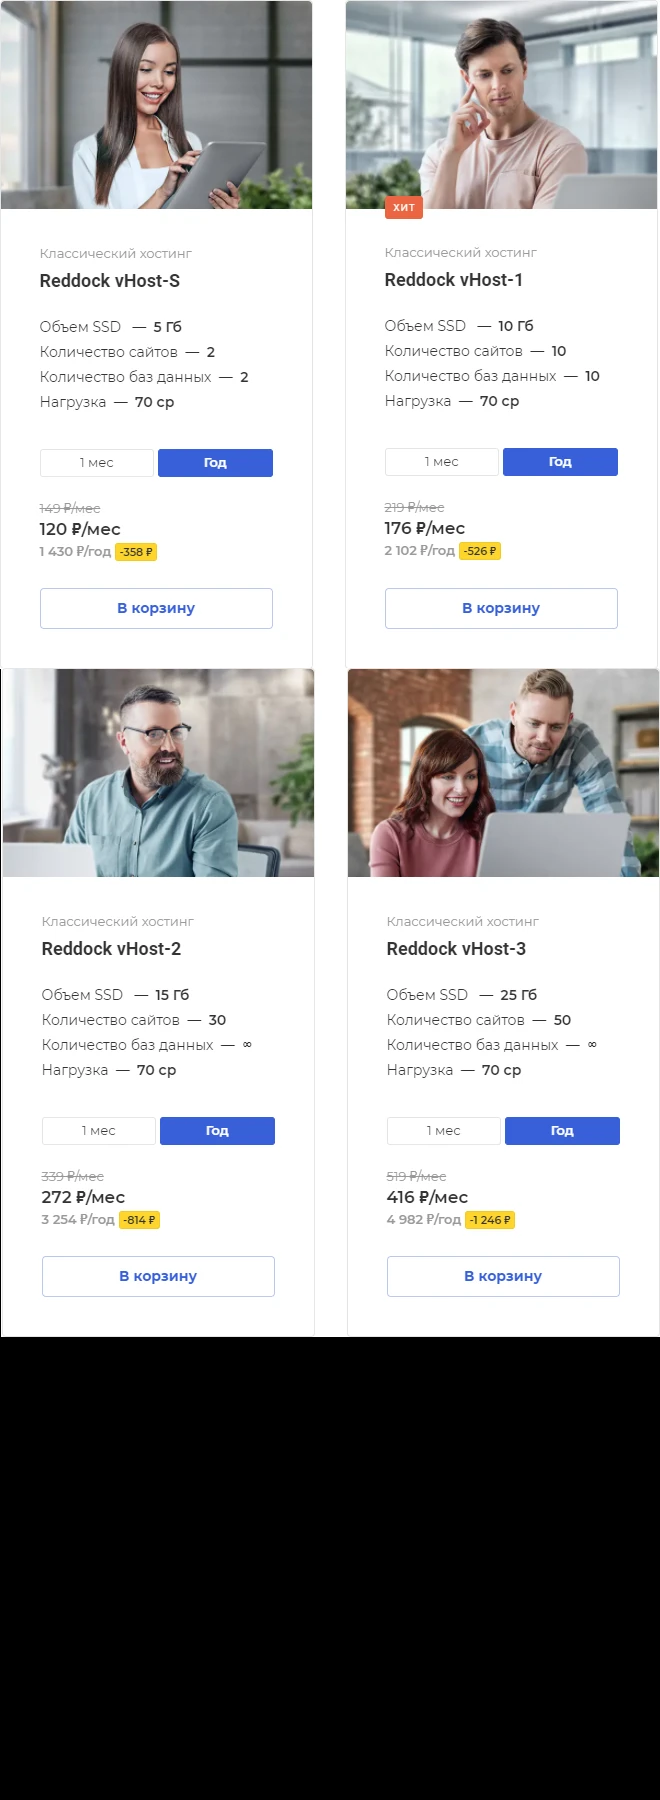 Классический хостинг
Reddock vHost-S
Объем SSD — 5 Гб
Количество сайтов — 2
Количество баз данных — 2
Нагрузка — 70 cp
1 мес
Год
149 ₽/мес
120 ₽/мес
1 430 ₽/год -358 ₽
В корзину
ХИТ
Классический хостинг
Reddock vHost-1
Объем SSD — 10 Гб
Количество сайтов — 10
Количество баз данных — 10
Нагрузка — 70 cp
1 мес
Год
219 ₽/мес
176 ₽/мес
2 102 ₽/год -526 ₽
В корзину
Классический хостинг
Reddock vHost-2
Объем SSD — 15 Гб
Количество сайтов — 30
Количество баз данных — ∞
Нагрузка — 70 cp
1 мес
Год
339 ₽/мес
272 ₽/мес
3 254 ₽/год -814 ₽
В корзину
Классический хостинг
Reddock vHost-3
Объем SSD — 25 Гб
Количество сайтов — 50
Количество баз данных — ∞
Нагрузка — 70 cp
1 мес
Год
519 ₽/мес
416 ₽/мес
4 982 ₽/год -1 246 ₽
В корзину